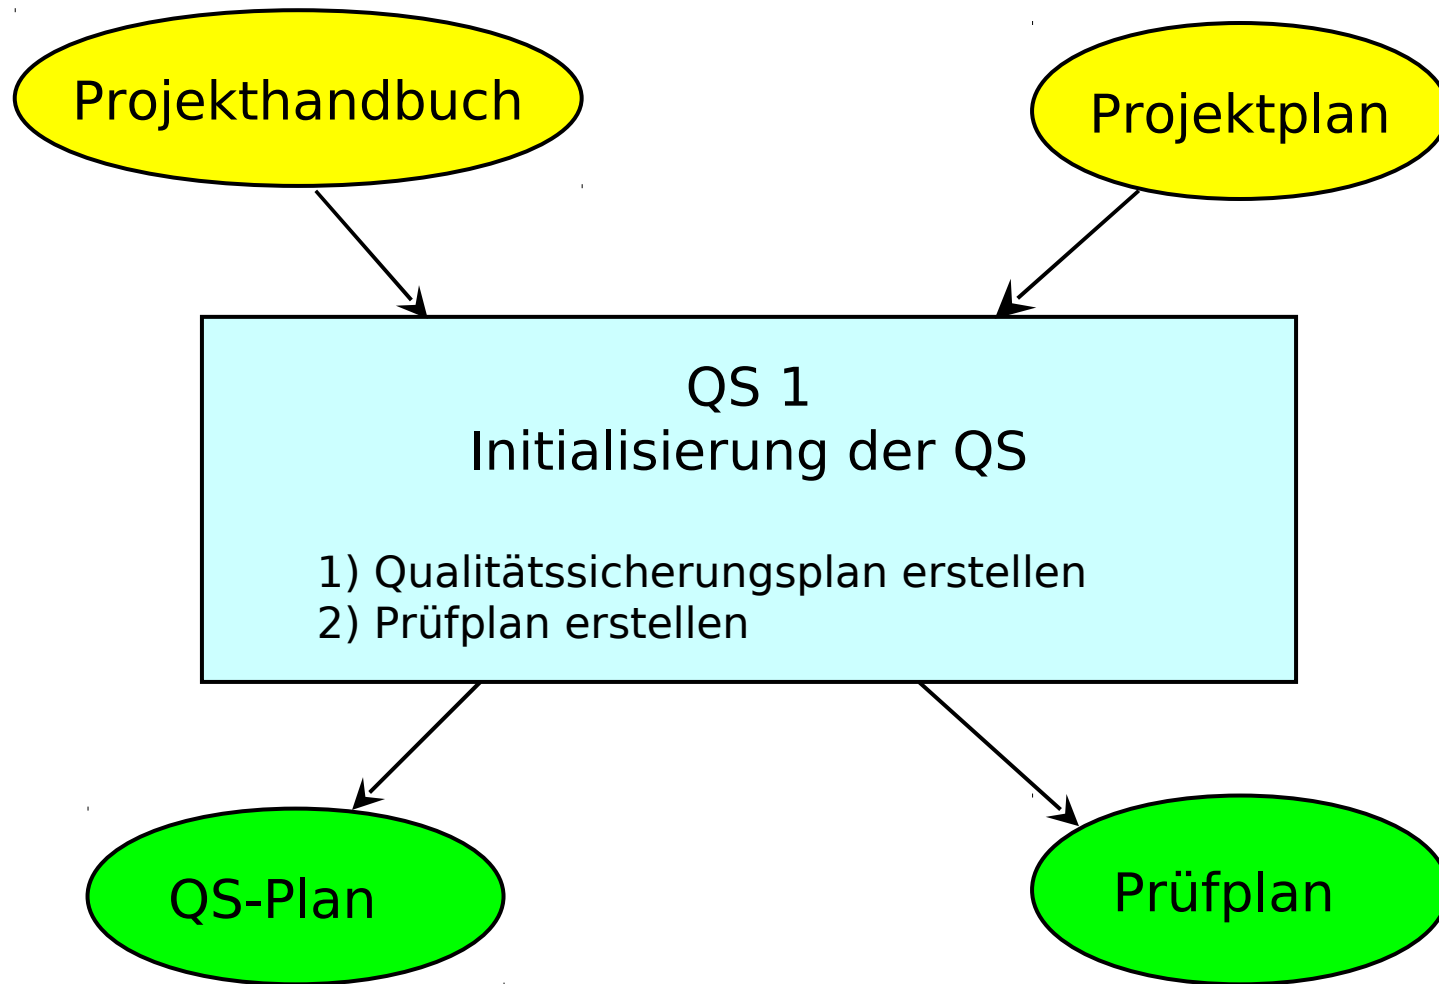 Projekthandbuch
Projektplan
QS 1
Initialisierung der QS
1) Qualitätssicherungsplan erstellen
2) Prüfplan erstellen
QS-Plan
Prüfplan